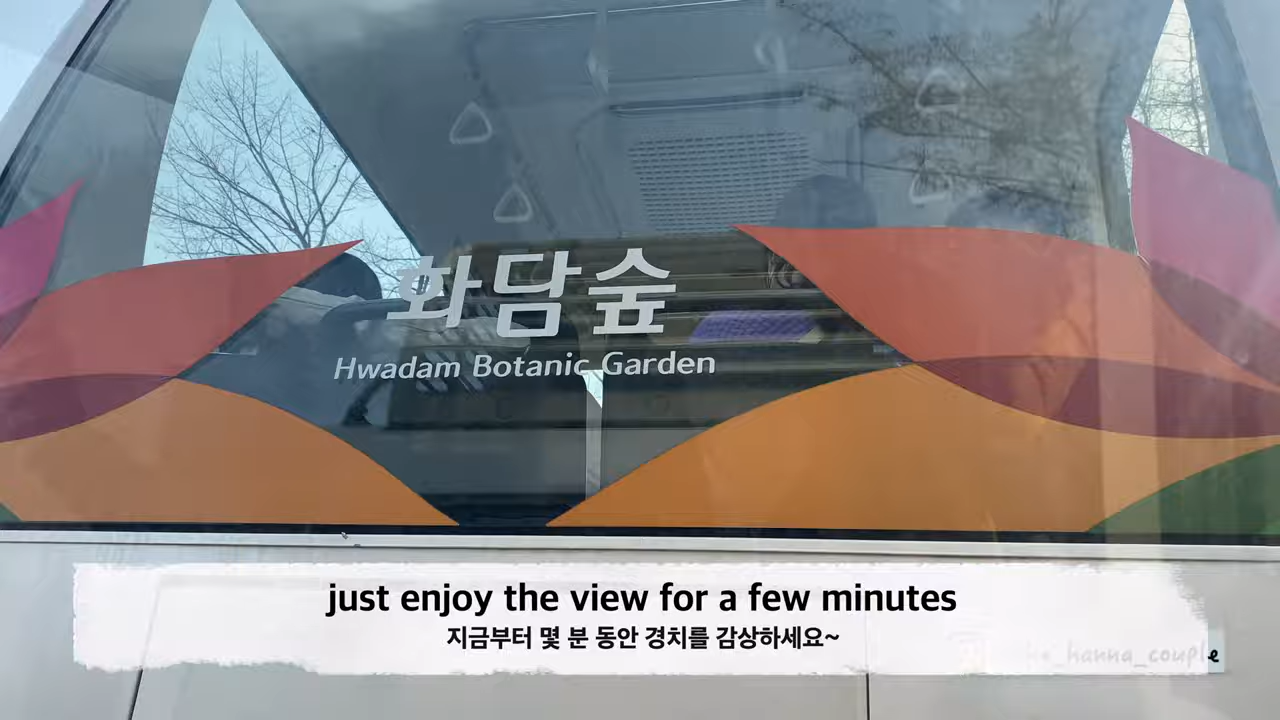 화담숲
Hwadam Botanic Garden
just enjoy the view for a few minutes
지금부터 몇 분 동안 경치를 감상하세요~
_hanna_couple